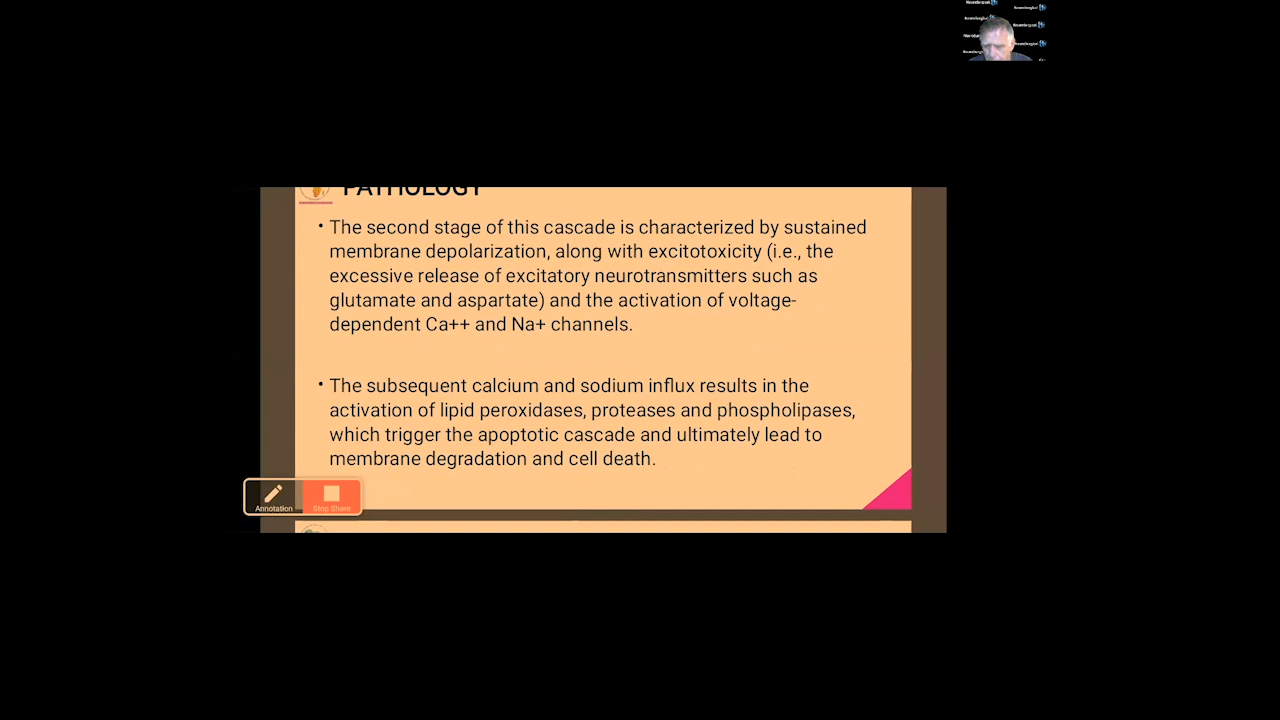 PATHOLOGY
• The second stage of this cascade is characterized by sustained
membrane depolarization, along with excitotoxicity (i.e., the
excessive release of excitatory neurotransmitters such as
glutamate and aspartate) and the activation of voltage-
dependent Ca++ and Na+ channels.
• The subsequent calcium and sodium influx results in the
activation of lipid peroxidases, proteases and phospholipases,
which trigger the apoptotic cascade and ultimately lead to
membrane degradation and cell death.
Annotation
Stop Share